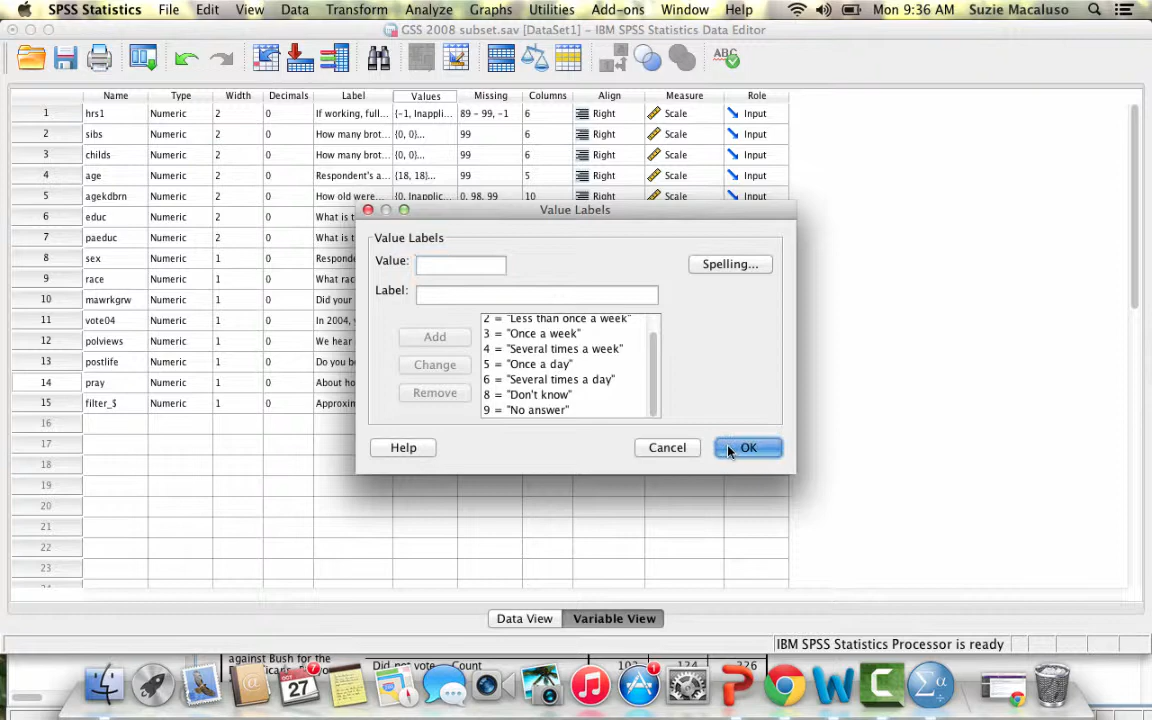 SPSS Statistics File Edit View Data Transform Analyze Graphs Utilities Add-ons Window Help Mon 9:36 AM Suzie Macaluso
GSS 2008 subset.sav [DataSet1] – IBM SPSS Statistics Data Editor
ABC
Name Type Width Decimals Label Values Missing Columns Align Measure Role
1 hrs1 Numeric 2 0 If working, full... {-1, Inappli... 89 - 99, -1 6 Right Scale Input
2 sibs Numeric 2 0 How many brot... {0, 0}... 99 6 Right Scale Input
3 childs Numeric 2 0 How many brot... {0, 0}... 99 6 Right Scale Input
4 age Numeric 2 0 Respondent's a... {18, 18}... 99 5 Right Scale Input
5 agekdbrn Numeric 2 0 How old were... {0, Inapplic... 0, 98, 99 10 Right Scale Input
6 educ Numeric 2 0 What is t
7 paeduc Numeric 2 0 What is t
8 sex Numeric 1 0 Responde
9 race Numeric 1 0 What rac
10 mawrkgrw Numeric 1 0 Did your
11 vote04 Numeric 1 0 In 2004,
12 polviews Numeric 1 0 We hear
13 postlife Numeric 1 0 Do you b
14 pray Numeric 1 0 About ho
15 filter_$ Numeric 1 0 Approxin
16
17
18
19
20
21
22
23
24
Value Labels
Value Labels
Value:
Spelling...
Label:
Add
Change
Remove
2 = "Less than once a week"
3 = "Once a week"
4 = "Several times a week"
5 = "Once a day"
6 = "Several times a day"
8 = "Don't know"
9 = "No answer"
Help Cancel OK
Data View Variable View
IBM SPSS Statistics Processor is ready
against Bush for the
Did not vote Count 102 124 226
OCT
27
7
1